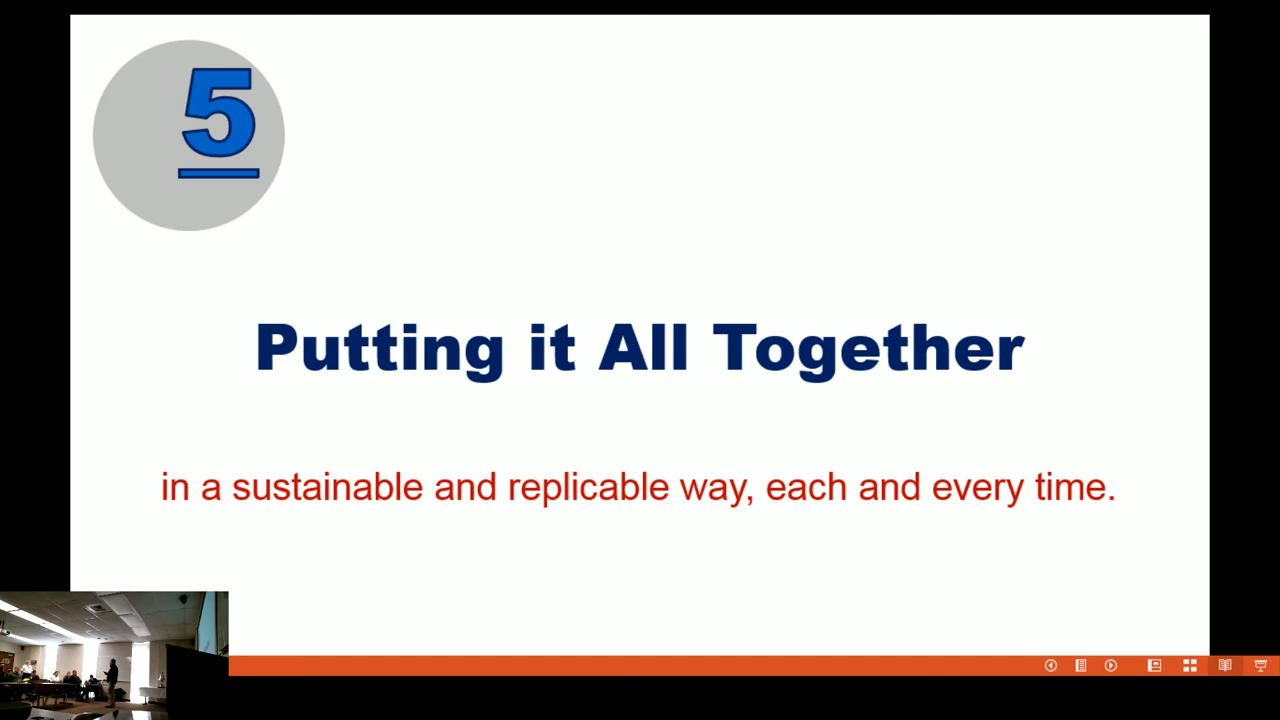 5
Putting it All Together
in a sustainable and replicable way, each and every time.